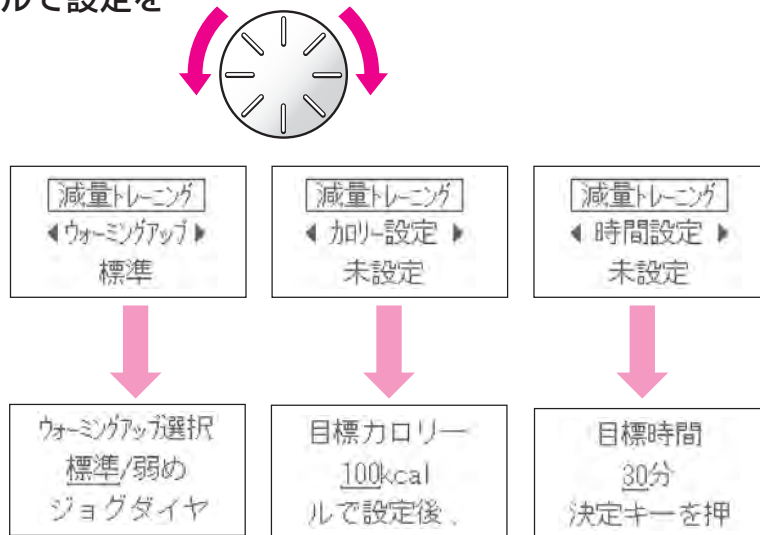 ルで設定を
減量トレーニング
◀ウォーミングアップ▶
標準
減量トレーニング
◀ カロリー設定 ▶
未設定
減量トレーニング
◀ 時間設定 ▶
未設定
ウォーミングアップ選択
標準/弱め
ジョグダイヤ
目標カロリー
100kcal
ルで設定後、
目標時間
30分
決定キーを押